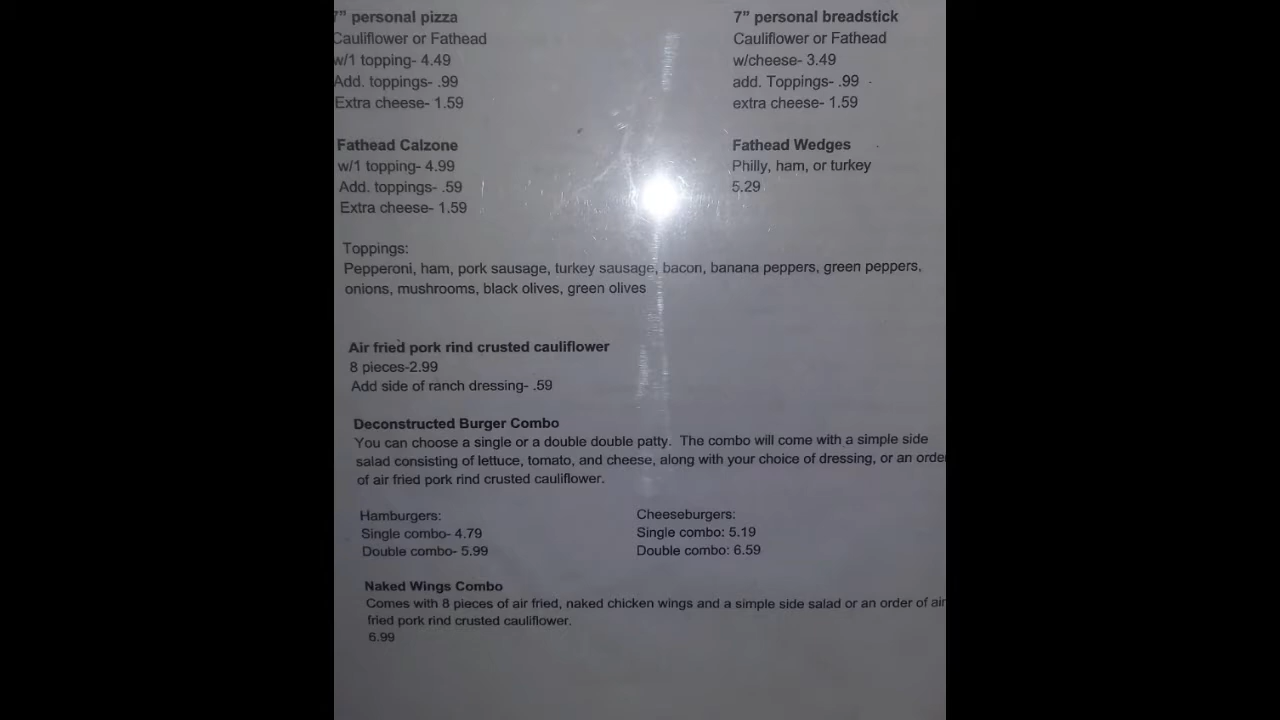 7” personal pizza
Cauliflower or Fathead
w/1 topping- 4.49
Add. toppings- .99
Extra cheese- 1.59
7” personal breadstick
Cauliflower or Fathead
w/cheese- 3.49
add. Toppings- .99
extra cheese- 1.59
Fathead Calzone
w/1 topping- 4.99
Add. toppings- .59
Extra cheese- 1.59
Fathead Wedges
Philly, ham, or turkey
5.29
Toppings:
Pepperoni, ham, pork sausage, turkey sausage, bacon, banana peppers, green peppers,
onions, mushrooms, black olives, green olives
Air fried pork rind crusted cauliflower
8 pieces-2.99
Add side of ranch dressing- .59
Deconstructed Burger Combo
You can choose a single or a double double patty. The combo will come with a simple side
salad consisting of lettuce, tomato, and cheese, along with your choice of dressing, or an orde
of air fried pork rind crusted cauliflower.
Hamburgers:
Single combo- 4.79
Double combo- 5.99
Cheeseburgers:
Single combo: 5.19
Double combo: 6.59
Naked Wings Combo
Comes with 8 pieces of air fried, naked chicken wings and a simple side salad or an order of air
fried pork rind crusted cauliflower.
6.99